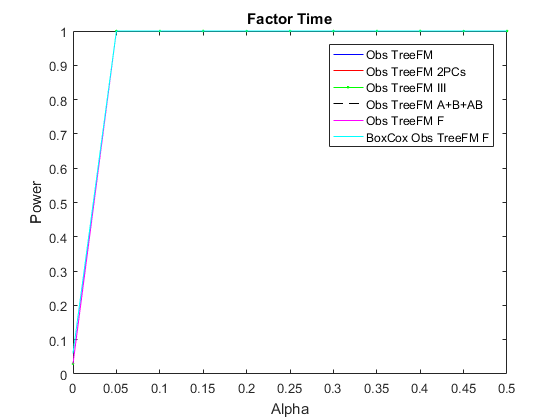 Factor Time
1
0.9
0.8
0.7
0.6
0.5
0.4
0.3
0.2
0.1
0
Power
Obs TreeFM
Obs TreeFM 2PCs
Obs TreeFM III
Obs TreeFM A+B+AB
Obs TreeFM F
BoxCox Obs TreeFM F
0 0.05 0.1 0.15 0.2 0.25 0.3 0.35 0.4 0.45 0.5
Alpha